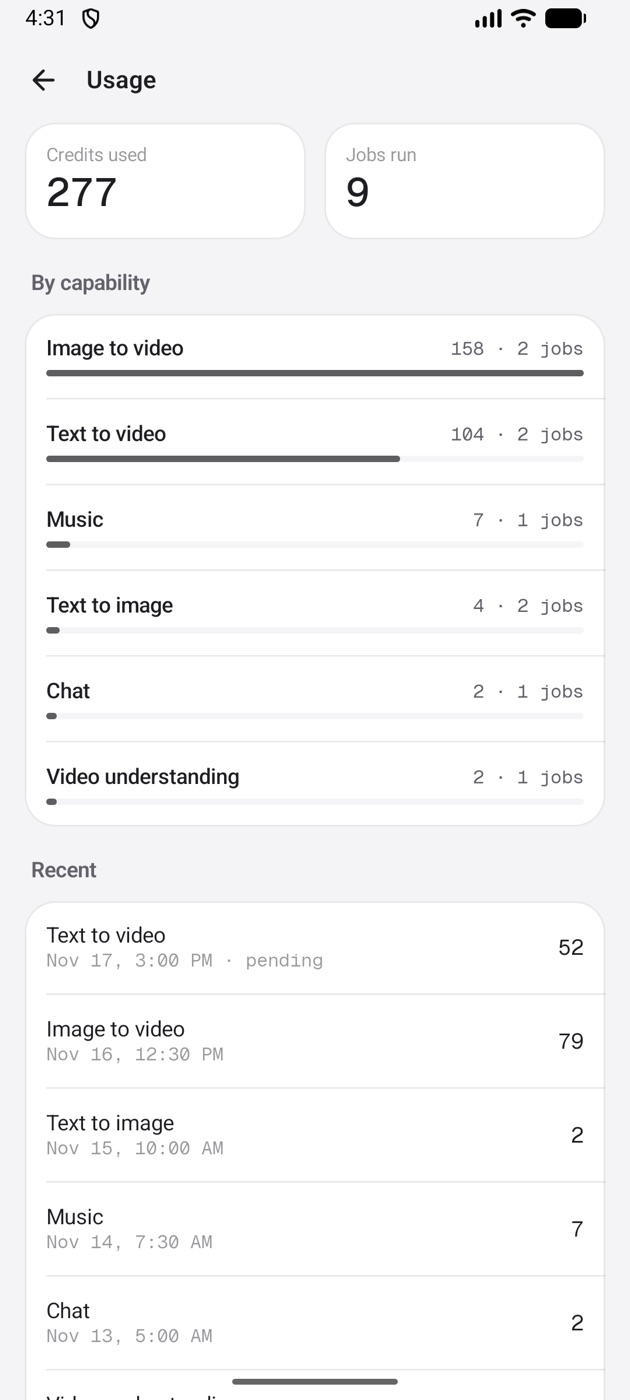 4:31
Usage
Credits used
277
Jobs run
9
By capability
Image to video
158 · 2 jobs
Text to video
104 · 2 jobs
Music
7 · 1 jobs
Text to image
4 · 2 jobs
Chat
2 · 1 jobs
Video understanding
2 · 1 jobs
Recent
Text to video
52
Nov 17, 3:00 PM · pending
Image to video
79
Nov 16, 12:30 PM
Text to image
2
Nov 15, 10:00 AM
Music
7
Nov 14, 7:30 AM
Chat
2
Nov 13, 5:00 AM